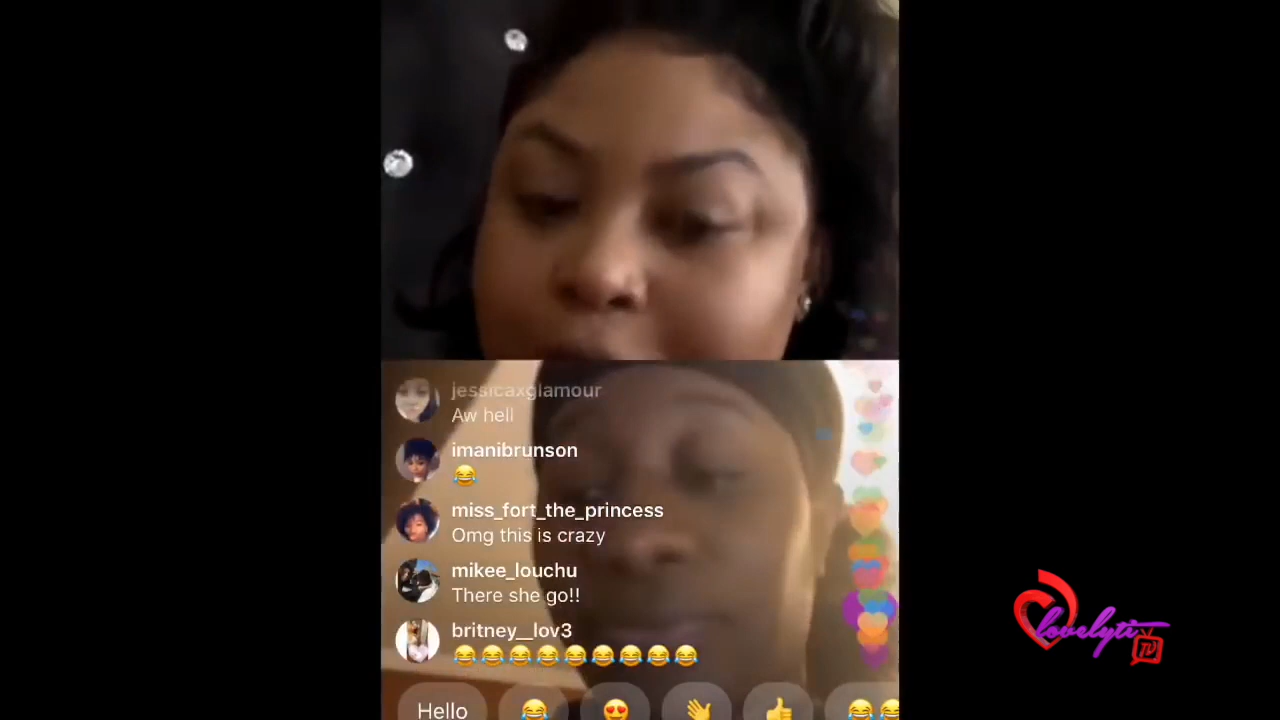 jessicaxglamour
Aw hell
imanibrunson
😂
miss_fort_the_princess
Omg this is crazy
mikee_louchu
There she go!!
britney__lov3
😂😂😂😂😂😂😂😂😂
Hello 😂 😍 👋 👍 😂😂
lovelyti
TV